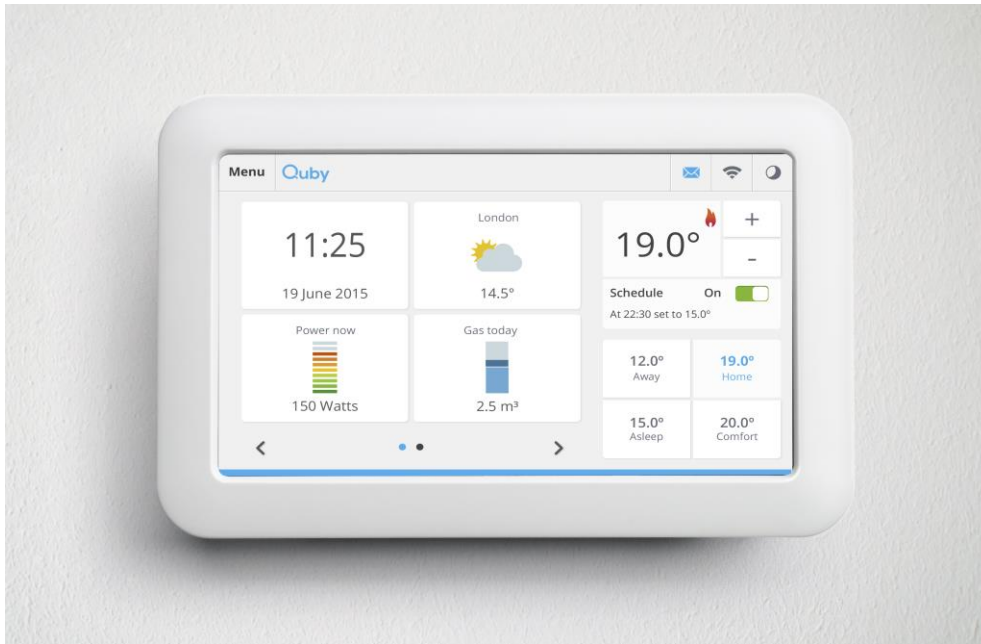 Menu
Quby
11:25
19 June 2015
London
14.5°
Power now
150 Watts
Gas today
2.5 m³
19.0°
+
-
Schedule On
At 22:30 set to 15.0°
12.0°
Away
19.0°
Home
15.0°
Asleep
20.0°
Comfort